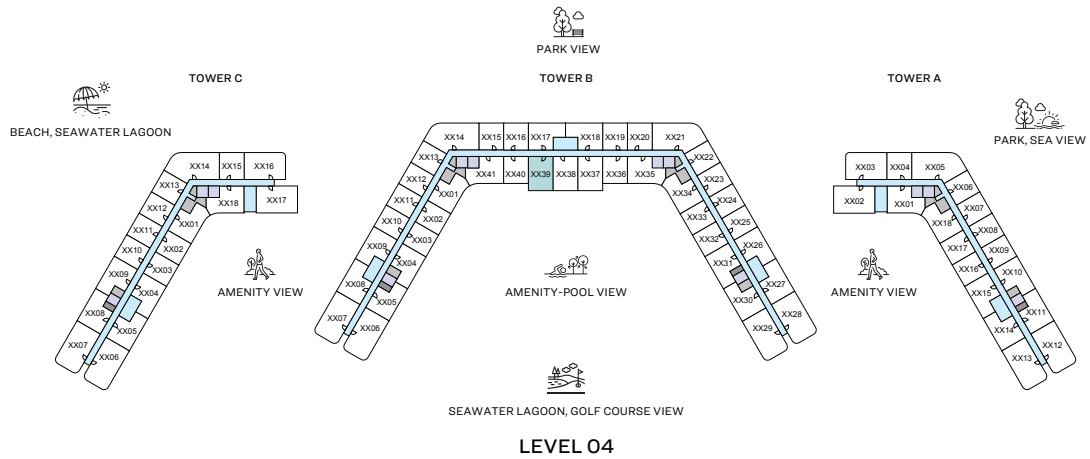 PARK VIEW
TOWER C
TOWER B
TOWER A
BEACH, SEAWATER LAGOON
PARK, SEA VIEW
XX14 XX15 XX16
XX13
XX18 XX17
XX01
XX12
XX02
XX11
XX03
XX10
XX09
XX04
XX08
XX05
XX07
XX06
XX14 XX15 XX16 XX17 XX18 XX19 XX20 XX21
XX13 XX22
XX41 XX40 XX39 XX38 XX37 XX36 XX35
XX12 XX01 XX34 XX23
XX11 XX02 XX33 XX24
XX10 XX03 XX32 XX25
XX09 XX04 XX31 XX26
XX08 XX05 XX30 XX27
XX07 XX06 XX29 XX28
XX03 XX04 XX05
XX06
XX02 XX01
XX07
XX18
XX08
XX17
XX09
XX16
XX10
XX15
XX11
XX14
XX12
XX13
AMENITY VIEW
AMENITY-POOL VIEW
AMENITY VIEW
SEAWATER LAGOON, GOLF COURSE VIEW
LEVEL 04